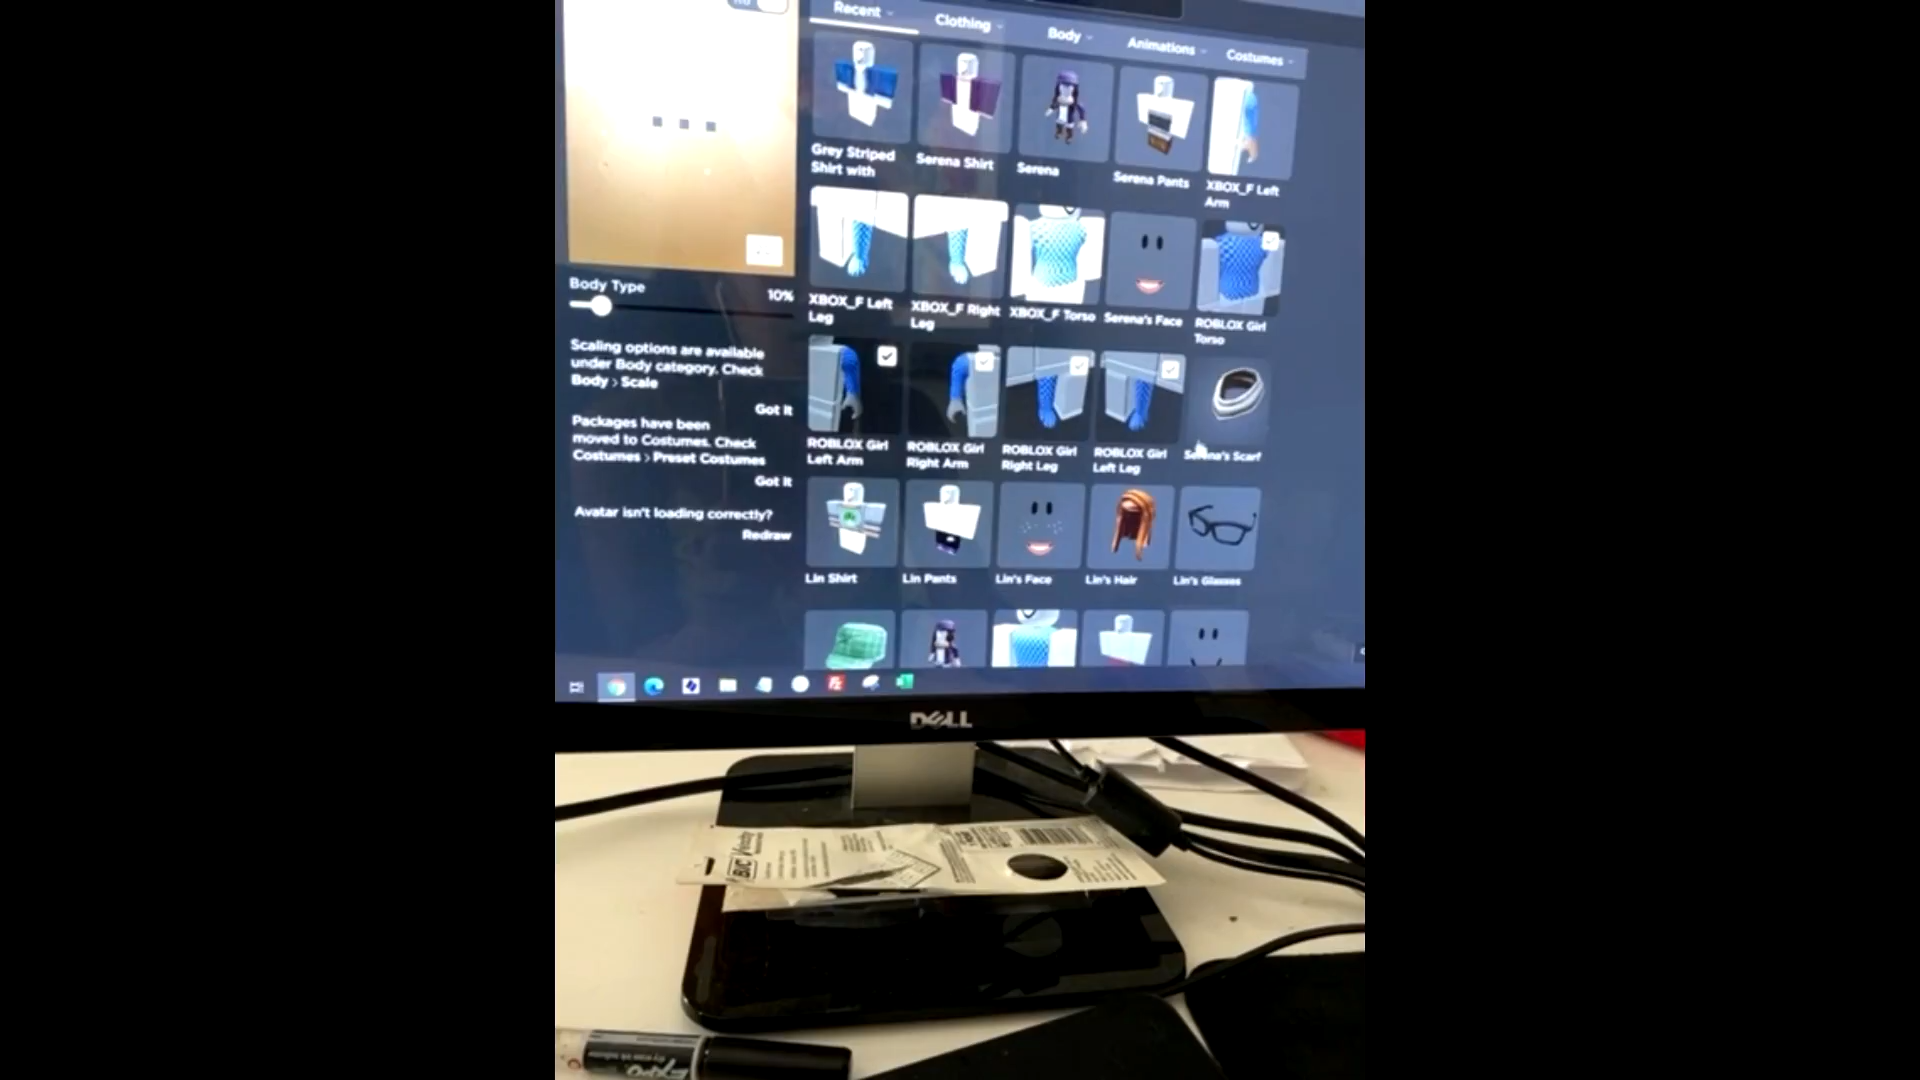 Recent
Clothing
Body
Animations
Costumes
Grey Striped
Shirt with
Serena Shirt
Serena
Serena Pants
XBOX_F Left
Arm
XBOX_F Left
Leg
XBOX_F Right
Leg
XBOX_F Torso
Serena's Face
ROBLOX Girl
Torso
Body Type
10%
Scaling options are available
under Body category. Check
Body > Scale
Got It
Packages have been
moved to Costumes. Check
Costumes > Preset Costumes
Got It
Avatar isn't loading correctly?
Redraw
ROBLOX Girl
Left Arm
ROBLOX Girl
Right Arm
ROBLOX Girl
Right Leg
ROBLOX Girl
Left Leg
Serena's Scarf
Lin Shirt
Lin Pants
Lin's Face
Lin's Hair
Lin's Glasses
DELL
BIC Velocity